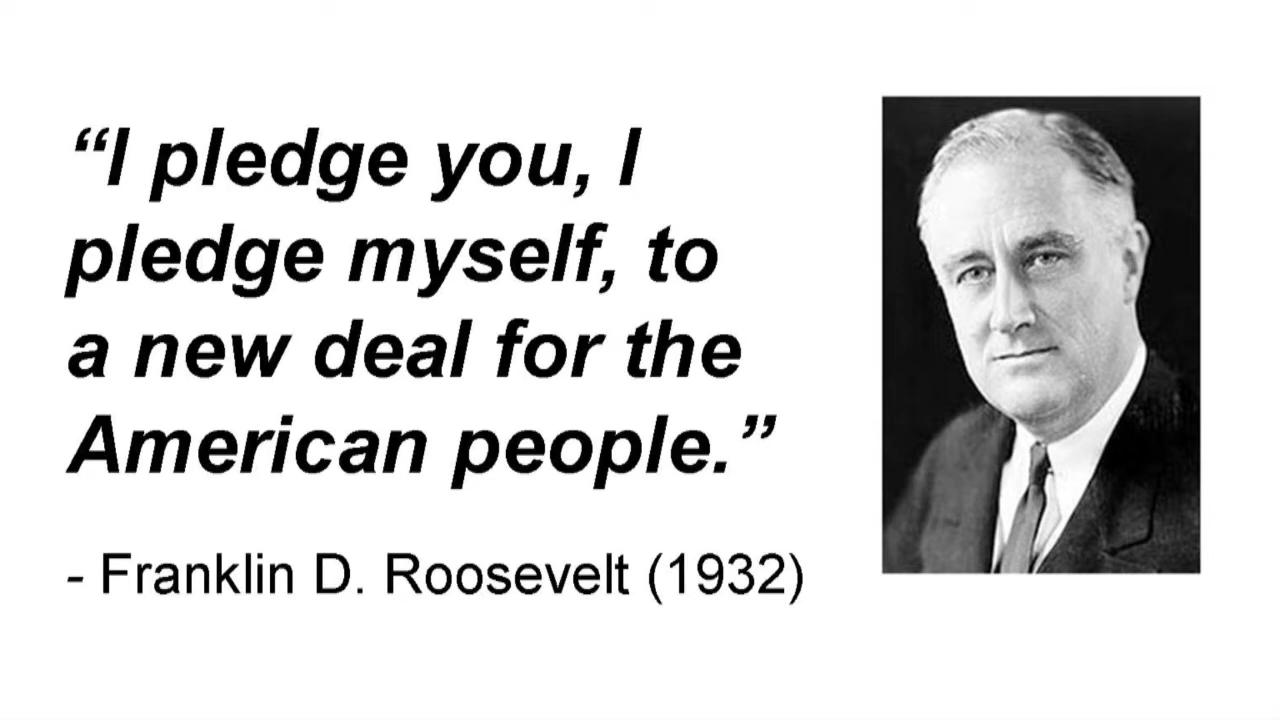 “I pledge you, I
pledge myself, to
a new deal for the
American people.”
- Franklin D. Roosevelt (1932)